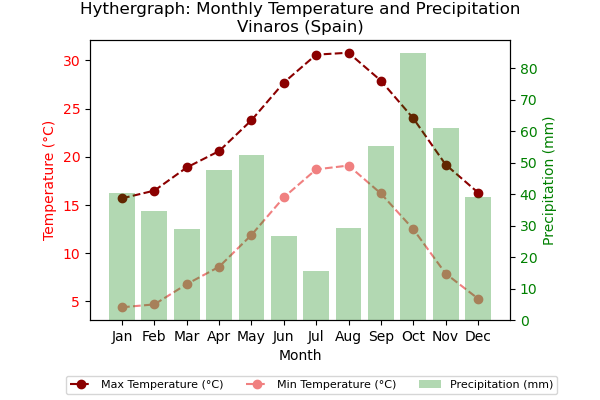 Hythergraph: Monthly Temperature and Precipitation
Vinaros (Spain)
Temperature (°C)
30
25
20
15
10
5
80
70
60
50
40
30
20
10
0
Precipitation (mm)
Jan Feb Mar Apr May Jun Jul Aug Sep Oct Nov Dec
Month
Max Temperature (°C) Min Temperature (°C) Precipitation (mm)